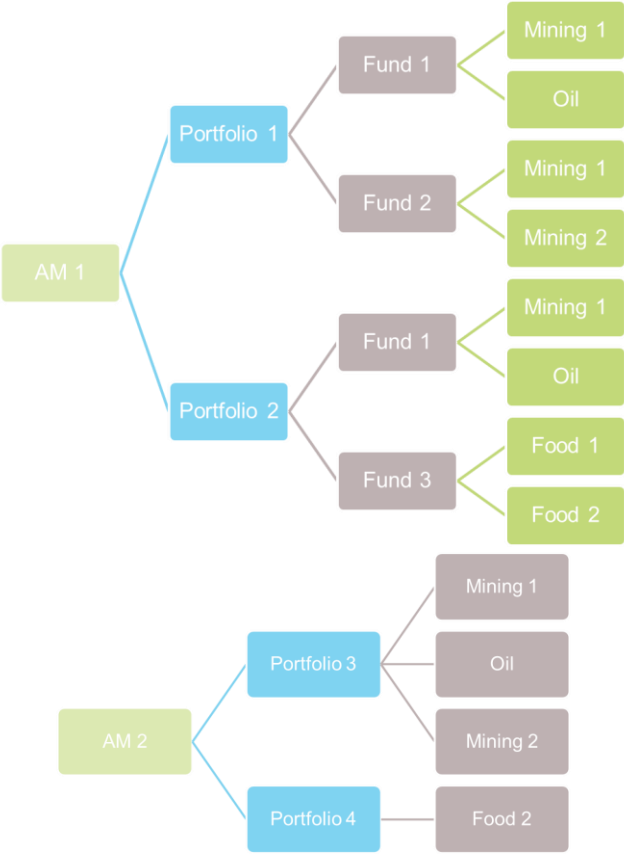 Mining 1
Fund 1
Oil
Portfolio 1
Mining 1
Fund 2
Mining 2
AM 1
Mining 1
Fund 1
Oil
Portfolio 2
Food 1
Fund 3
Food 2
Mining 1
Portfolio 3
Oil
AM 2
Mining 2
Portfolio 4
Food 2